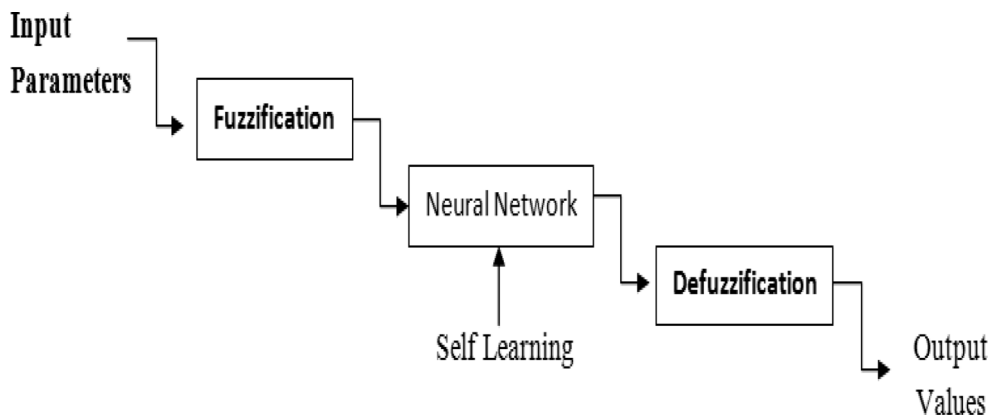 Input
Parameters
Fuzzification
Neural Network
Self Learning
Defuzzification
Output
Values